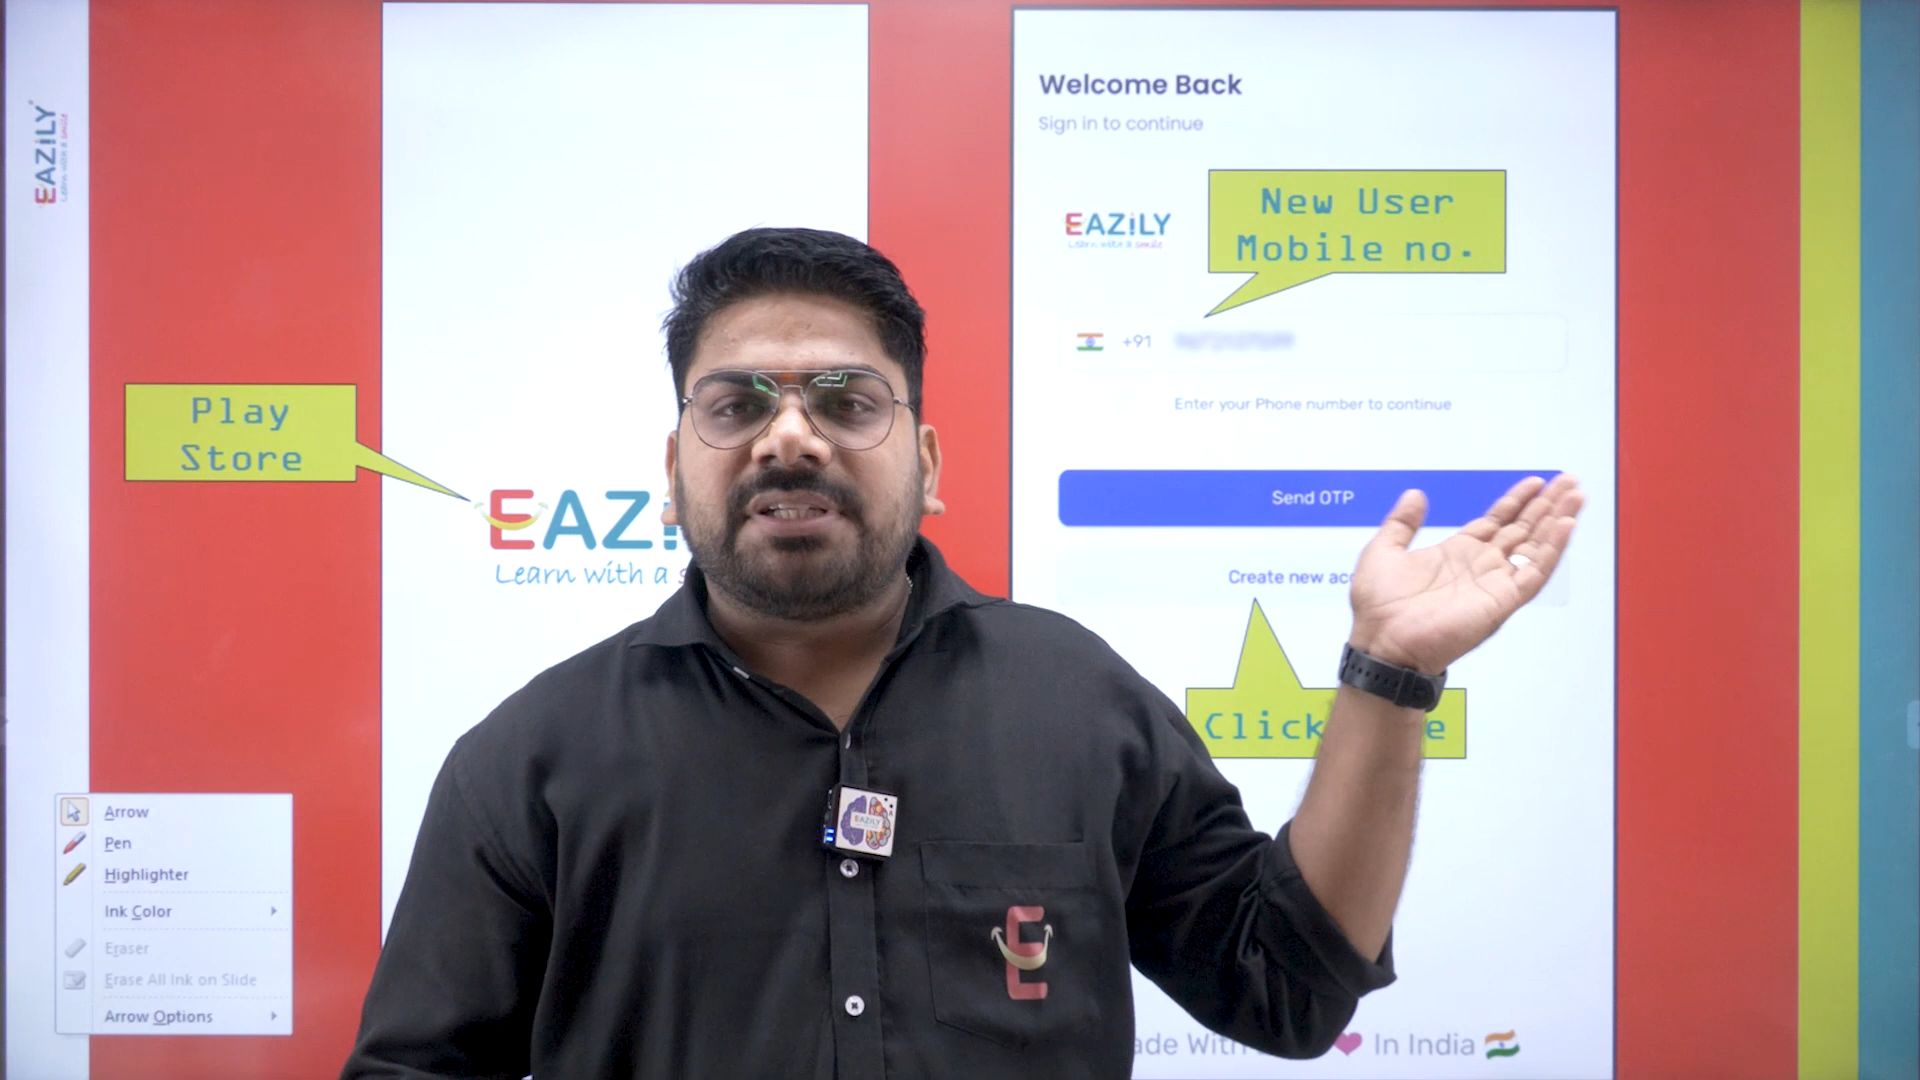 EAZiLY
Learn with a smile
Play
Store
EAZ
Learn with a
Welcome Back
Sign in to continue
EAZiLY
Learn with a smile
New User
Mobile no.
+91
Enter your Phone number to continue
Send OTP
Create new
Click
Arrow
Pen
Highlighter
Ink Color
Eraser
Erase All Ink on Slide
Arrow Options
EAZiLY
E
In India